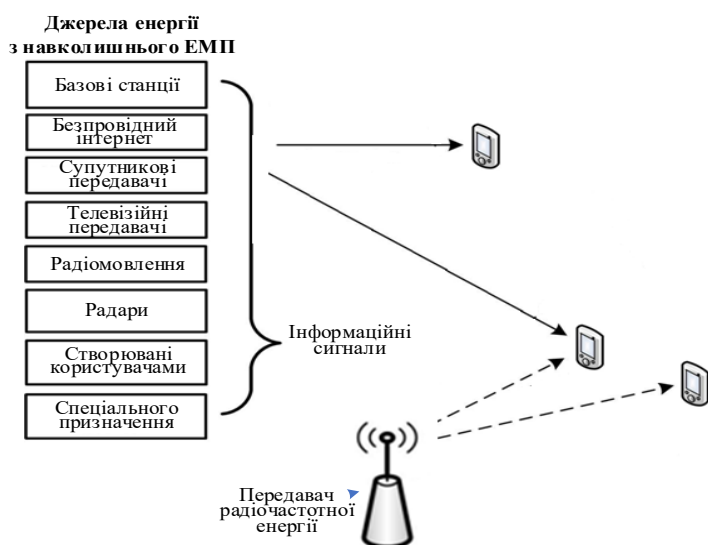 Джерела енергії
з навколишнього ЕМП
Базові станції
Безпровідний
інтернет
Супутникові
передавачі
Телевізійні
передавачі
Радіомовлення
Радари
Створювані
користувачами
Спеціального
призначення
Інформаційні
сигнали
Передавач
радіочастотної
енергії